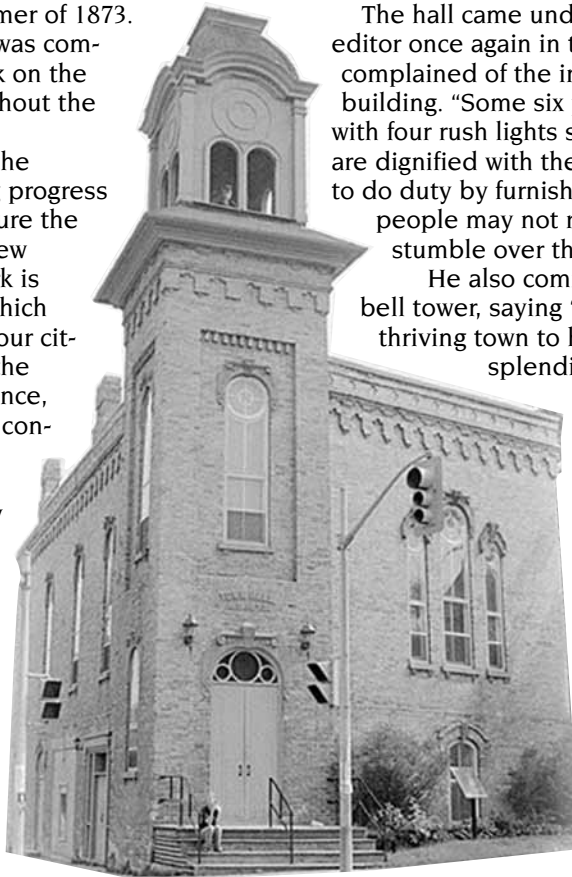 mer of 1873.
was com-
k on the
hout the
he
progress
ure the
ew
k is
hich
our cit-
he
nce,
con-
y
The hall came und
editor once again in t
complained of the in
building. “Some six
with four rush lights s
are dignified with the
to do duty by furnish
people may not r
stumble over th
He also com
bell tower, saying “
thriving town to h
splendi
TOWN HALL